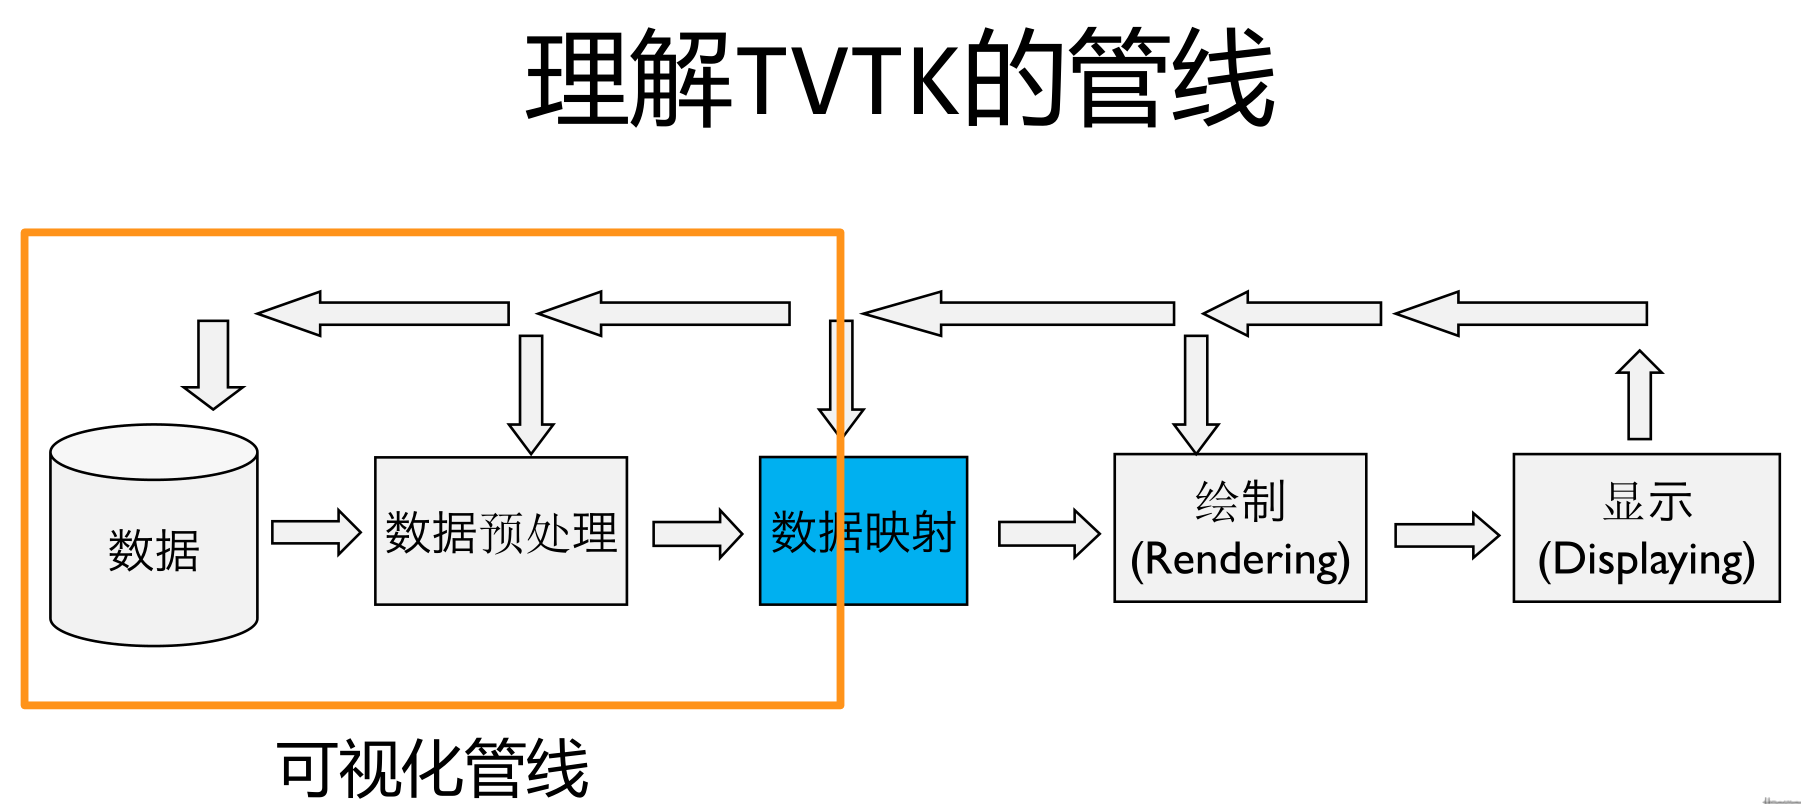 理解TVTK的管线
数据
数据预处理
数据映射
绘制
(Rendering)
显示
(Displaying)
可视化管线